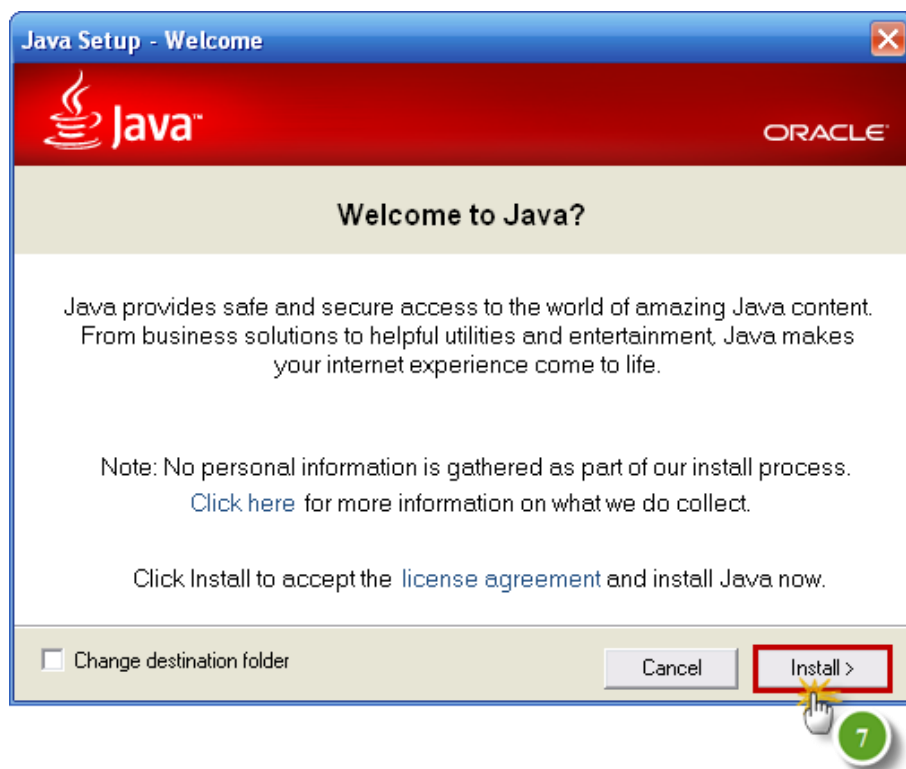 Java Setup - Welcome
Java™
ORACLE
Welcome to Java?
Java provides safe and secure access to the world of amazing Java content.
From business solutions to helpful utilities and entertainment, Java makes
your internet experience come to life.
Note: No personal information is gathered as part of our install process.
Click here for more information on what we do collect.
Click Install to accept the license agreement and install Java now.
Change destination folder
Cancel
Install >
7